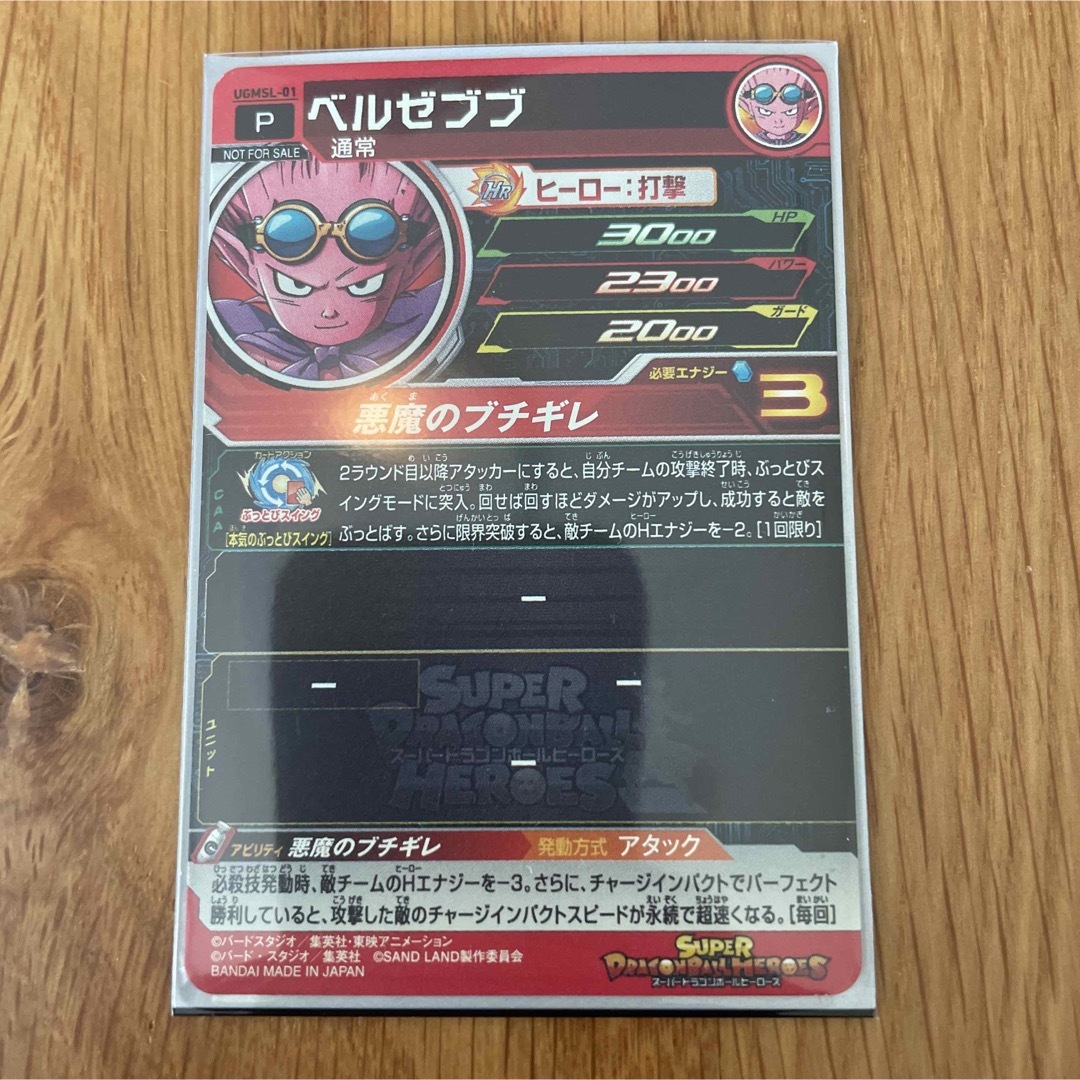 UGMSL-01
P
ベルゼブブ
NOT FOR SALE
通常
HR
ヒーロー:打撃
HP
3000
パワー
2300
ガード
2000
必要エナジー
3
あくま
悪魔のブチギレ
カードアクション
ぶっとびスイング
CAA
[本気のぶっとびスイング]
2ラウンド目以降アタッカーにすると、自分チームの攻撃終了時、ぶっとびス
イングモードに突入。回せば回すほどダメージがアップし、成功すると敵を
ぶっとばす。さらに限界突破すると、敵チームのHエナジーを-2。[1回限り]
-
- -
-
ユニット
SUPER
DRAGONBALL
スーパードラゴンボールヒーローズ
HEROES
アビリティ 悪魔のブチギレ 発動方式 アタック
必殺技発動時、敵チームのHエナジーを-3。さらに、チャージインパクトでパーフェクト
勝利していると、攻撃した敵のチャージインパクトスピードが永続で超速くなる。[毎回]
©バードスタジオ/集英社・東映アニメーション
©バード・スタジオ/集英社 ©SAND LAND製作委員会
BANDAI MADE IN JAPAN
SUPER
DRAGONBALL HEROES
スーパードラゴンボールヒーローズ